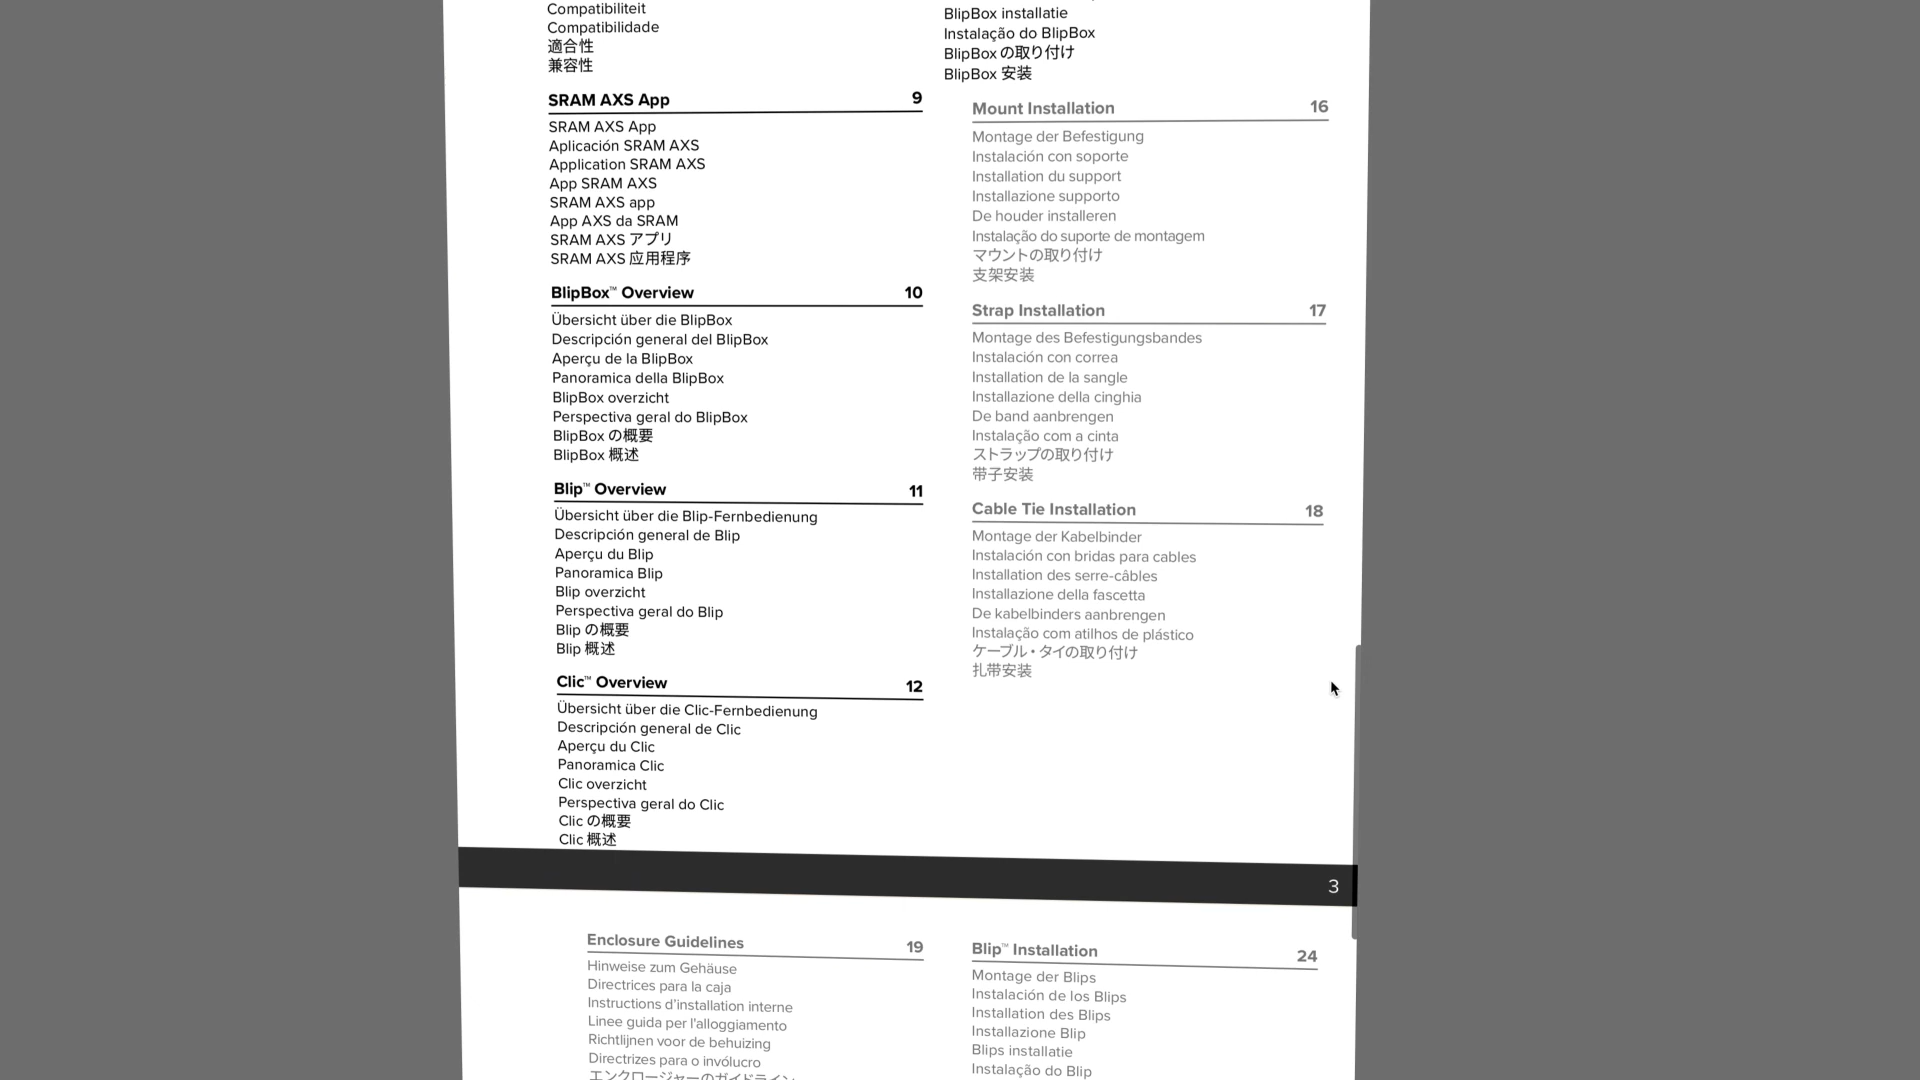 Compatibiliteit
Compatibilidade
適合性
兼容性
SRAM AXS App 9
SRAM AXS App
Aplicación SRAM AXS
Application SRAM AXS
App SRAM AXS
SRAM AXS app
App AXS da SRAM
SRAM AXS アプリ
SRAM AXS 应用程序
BlipBox™ Overview 10
Übersicht über die BlipBox
Descripción general del BlipBox
Aperçu de la BlipBox
Panoramica della BlipBox
BlipBox overzicht
Perspectiva geral do BlipBox
BlipBox の概要
BlipBox 概述
Blip™ Overview 11
Übersicht über die Blip-Fernbedienung
Descripción general de Blip
Aperçu du Blip
Panoramica Blip
Blip overzicht
Perspectiva geral do Blip
Blip の概要
Blip 概述
Clic™ Overview 12
Übersicht über die Clic-Fernbedienung
Descripción general de Clic
Aperçu du Clic
Panoramica Clic
Clic overzicht
Perspectiva geral do Clic
Clic の概要
Clic 概述
BlipBox installatie
Instalação do BlipBox
BlipBox の取り付け
BlipBox 安装
Mount Installation 16
Montage der Befestigung
Instalación con soporte
Installation du support
Installazione supporto
De houder installeren
Instalação do suporte de montagem
マウントの取り付け
支架安装
Strap Installation 17
Montage des Befestigungsbandes
Instalación con correa
Installation de la sangle
Installazione della cinghia
De band aanbrengen
Instalação com a cinta
ストラップの取り付け
带子安装
Cable Tie Installation 18
Montage der Kabelbinder
Instalación con bridas para cables
Installation des serre-câbles
Installazione della fascetta
De kabelbinders aanbrengen
Instalação com atilhos de plástico
ケーブル・タイの取り付け
扎带安装
3
Enclosure Guidelines 19
Hinweise zum Gehäuse
Directrices para la caja
Instructions d'installation interne
Linee guida per l'alloggiamento
Richtlijnen voor de behuizing
Directrizes para o invólucro
エンクロージャーのガイドライン
Blip™ Installation 24
Montage der Blips
Instalación de los Blips
Installation des Blips
Installazione Blip
Blips installatie
Instalação do Blip